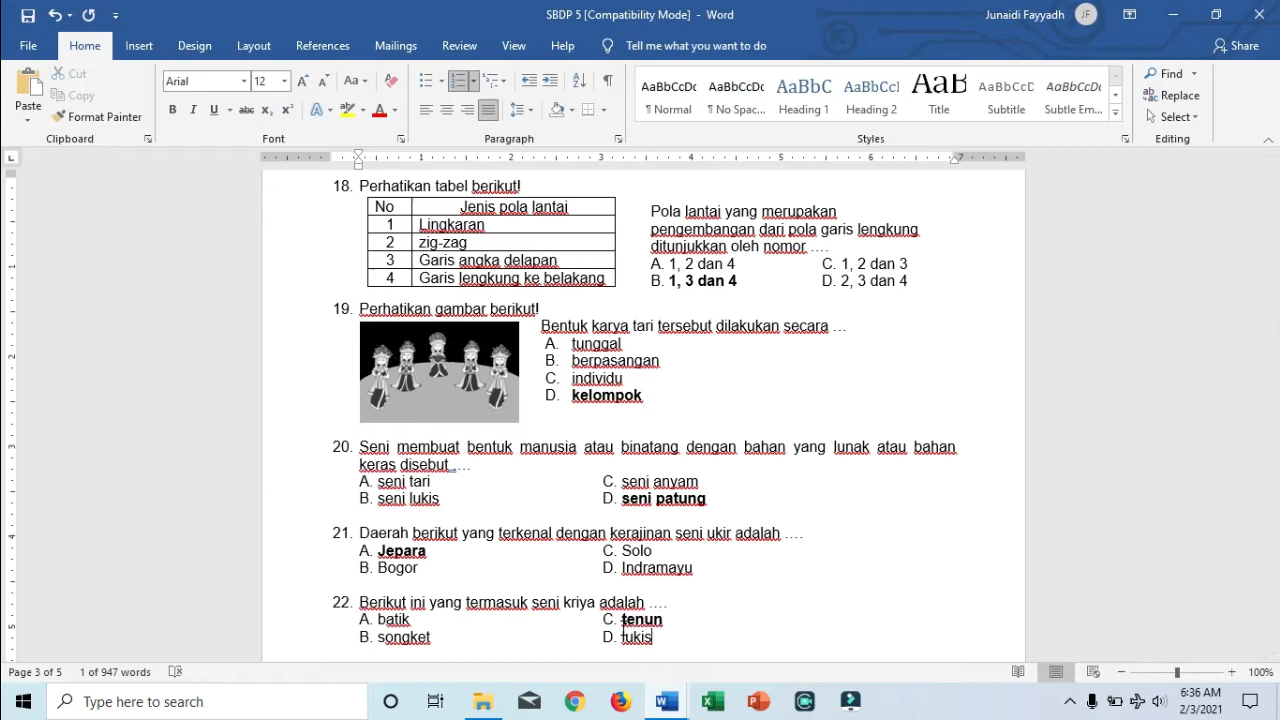 SBDP 5 [Compatibility Mode] - Word
Junaidi Fayyadh
JF
File Home Insert Design Layout References Mailings Review View Help Tell me what you want to do Share
Paste
Cut
Copy
Format Painter
Clipboard
Arial 12
Font
Paragraph
AaBbCcDc AaBbCcDc AaBbC AaBbCcl AaB AaBbCcD AaBbCcDc
¶ Normal ¶ No Spac... Heading 1 Heading 2 Title Subtitle Subtle Em...
Styles
Find
Replace
Select
Editing
1 2 3 4 5 6 7
18. Perhatikan tabel berikut!
No Jenis pola lantai
1 Lingkaran
2 zig-zag
3 Garis angka delapan
4 Garis lengkung ke belakang
Pola lantai yang merupakan
pengembangan dari pola garis lengkung
ditunjukkan oleh nomor ….
A. 1, 2 dan 4 C. 1, 2 dan 3
B. 1, 3 dan 4 D. 2, 3 dan 4
19. Perhatikan gambar berikut!
Bentuk karya tari tersebut dilakukan secara …
A. tunggal
B. berpasangan
C. individu
D. kelompok
20. Seni membuat bentuk manusia atau binatang dengan bahan yang lunak atau bahan
keras disebut ….
A. seni tari C. seni anyam
B. seni lukis D. seni patung
21. Daerah berikut yang terkenal dengan kerajinan seni ukir adalah ….
A. Jepara C. Solo
B. Bogor D. Indramayu
22. Berikut ini yang termasuk seni kriya adalah ….
A. batik C. tenun
B. songket D. lukis
Page 3 of 5 1 of 947 words
100%
Type here to search
6:36 AM
2/3/2021